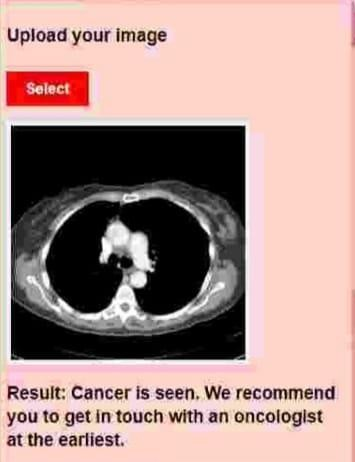 Upload your image
Select
Result: Cancer is seen. We recommend
you to get in touch with an oncologist
at the earliest.